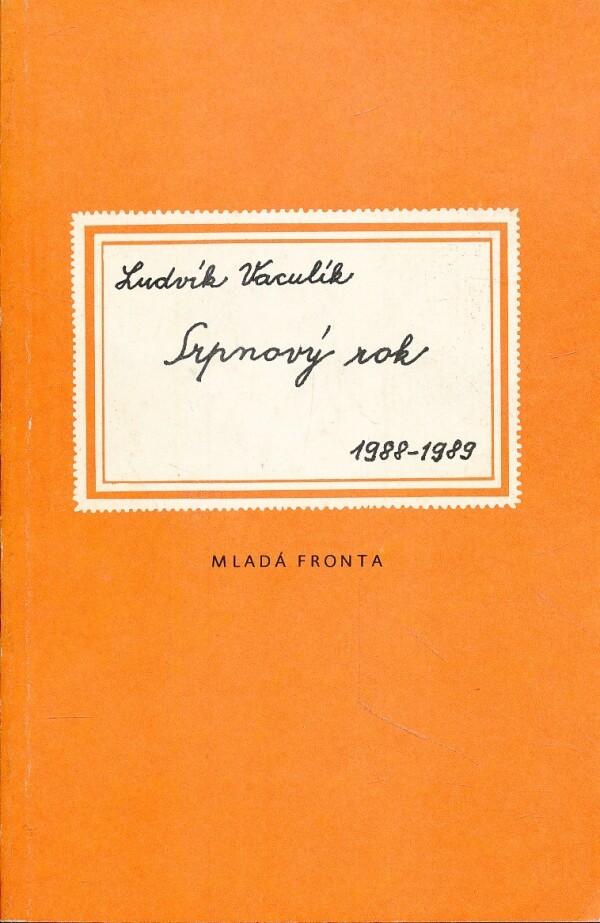 Ludvík Vaculík
Srpnový rok
1988-1989
MLADÁ FRONTA